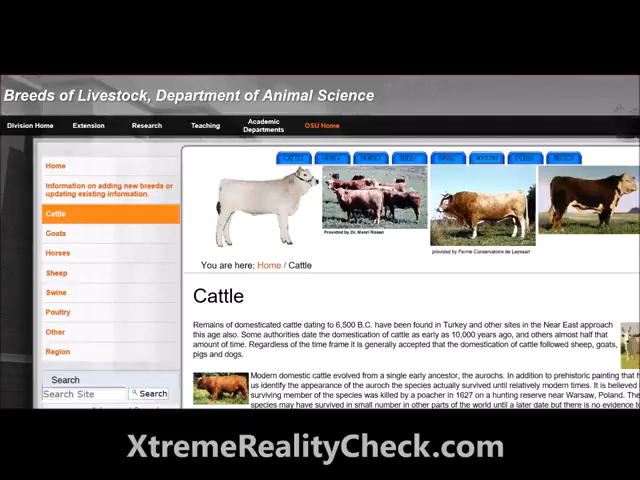 Breeds of Livestock, Department of Animal Science
Division Home
Extension
Research
Teaching
Academic
Departments
OSU Home
Home
Information on adding new breeds or
updating existing information.
Cattle
Goats
Horses
Sheep
Swine
Poultry
Other
Region
Search
Search Site
Search
CATTLE
HORSES
SHEEP
SWINE
Provided by Dr. Meeri Rosen
provided by Ferme Conservatoire de Leyssart
You are here: Home / Cattle
Cattle
Remains of domesticated cattle dating to 6,500 B.C. have been found in Turkey and other sites in the Near East approach
this age also. Some authorities date the domestication of cattle as early as 10,000 years ago, and others almost half that
amount of time. Regardless of the time frame it is generally accepted that the domestication of cattle followed sheep, goats,
pigs and dogs.
Modern domestic cattle evolved from a single early ancestor, the aurochs. In addition to prehistoric painting that
us identify the appearance of the auroch the species actually survived until relatively modern times. It is believed
surviving member of the species was killed by a poacher in 1627 on a hunting reserve near Warsaw, Poland. The
species may have survived in small number in other parts of the world until a later date but there is no evidence
XtremeRealityCheck.com